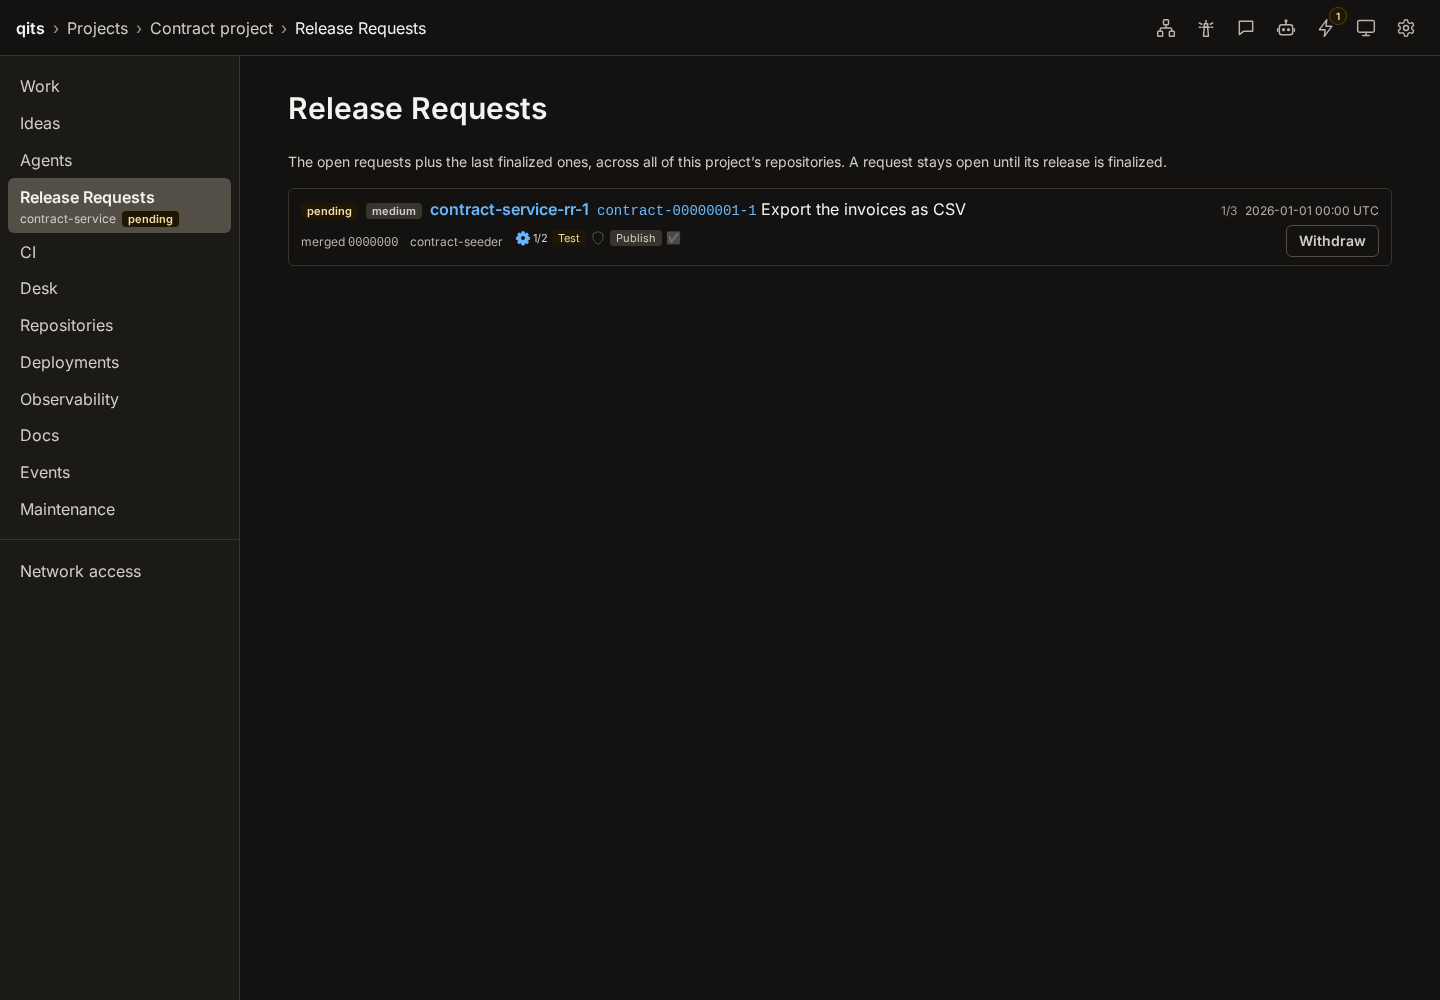 qits › Projects › Contract project › Release Requests
1
Work
Ideas
Agents
Release Requests
contract-service pending
CI
Desk
Repositories
Deployments
Observability
Docs
Events
Maintenance
Network access
Release Requests
The open requests plus the last finalized ones, across all of this project’s repositories. A request stays open until its release is finalized.
pending medium contract-service-rr-1 contract-00000001-1 Export the invoices as CSV 1/3 2026-01-01 00:00 UTC
merged 0000000 contract-seeder 1/2 Test Publish Withdraw